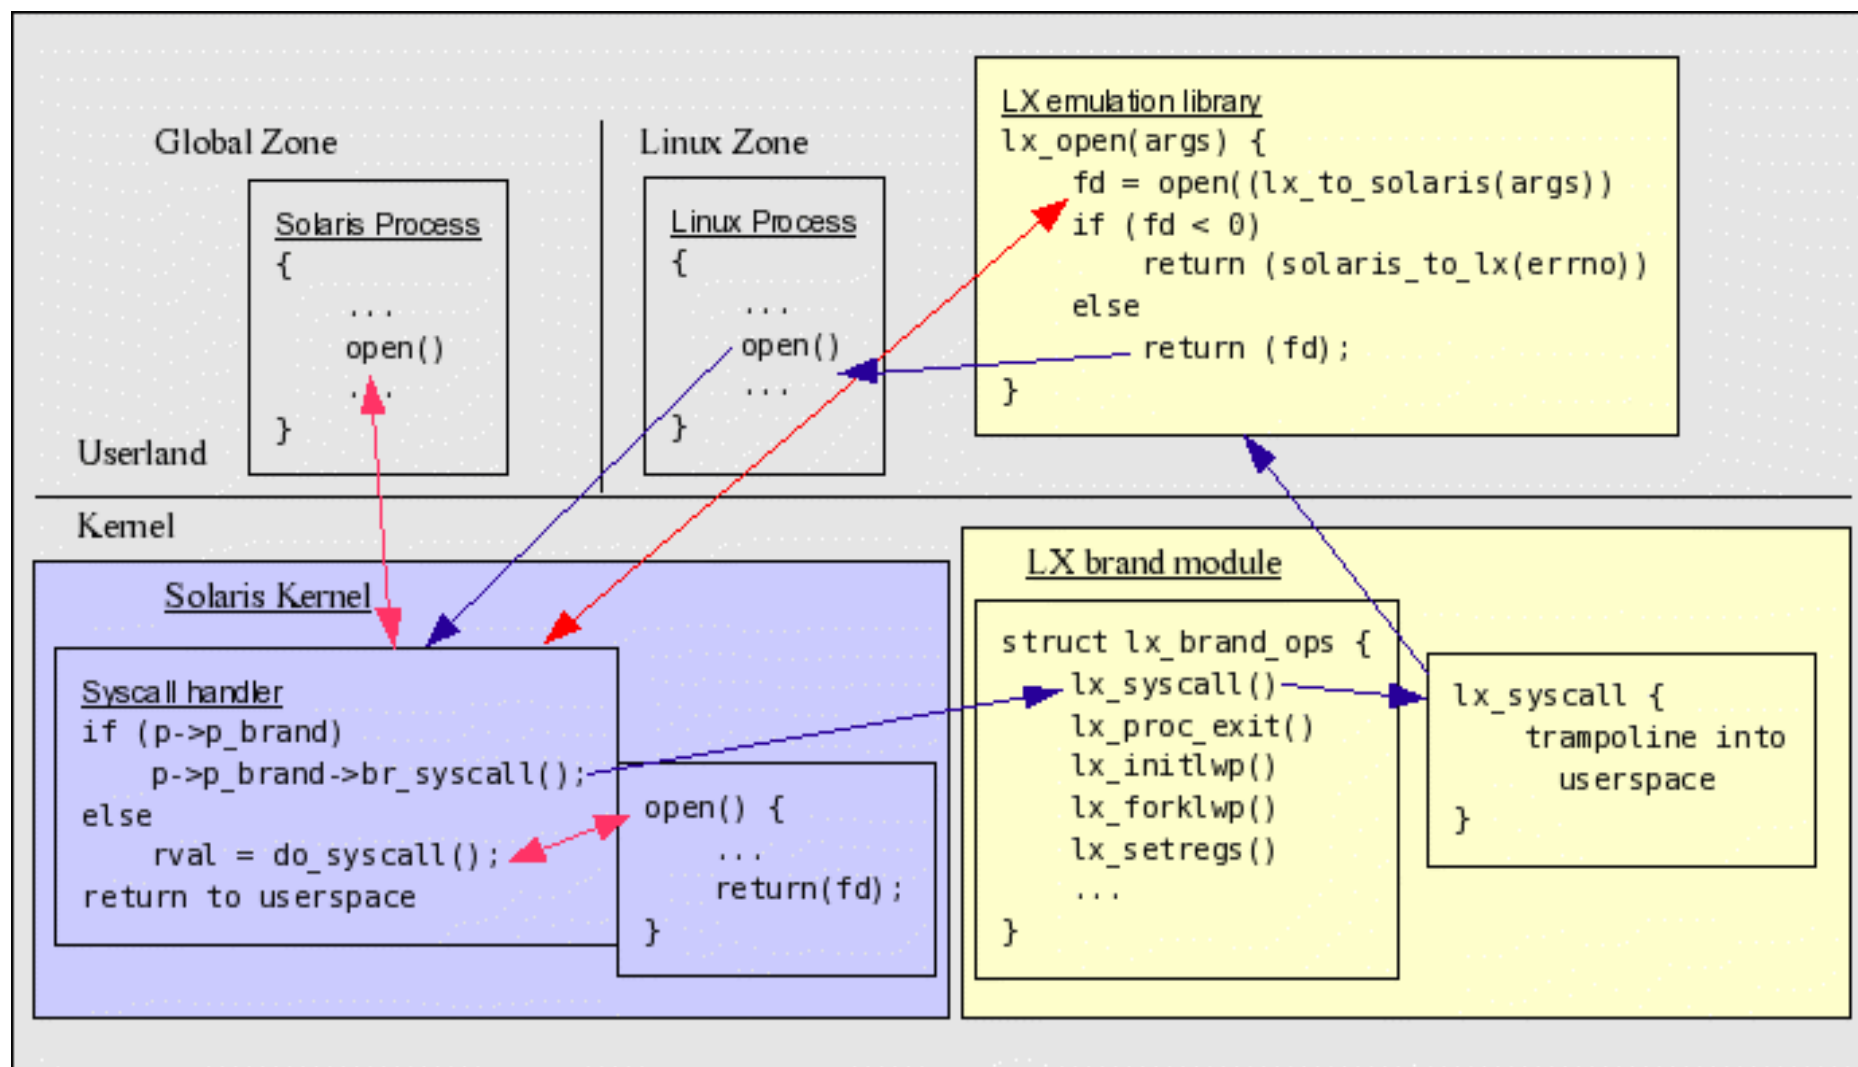 Global Zone
Solaris Process
{
...
open()
...
}
Userland
Linux Zone
Linux Process
{
...
open()
...
}
LX emulation library
lx_open(args) {
fd = open((lx_to_solaris(args))
if (fd < 0)
return (solaris_to_lx(errno))
else
return (fd);
}
Kernel
Solaris Kernel
Syscall handler
if (p->p_brand)
p->p_brand->br_syscall();
else
rval = do_syscall();
return to userspace
open() {
...
return(fd);
}
LX brand module
struct lx_brand_ops {
lx_syscall()
lx_proc_exit()
lx_initlwp()
lx_forklwp()
lx_setregs()
...
}
lx_syscall {
trampoline into
userspace
}